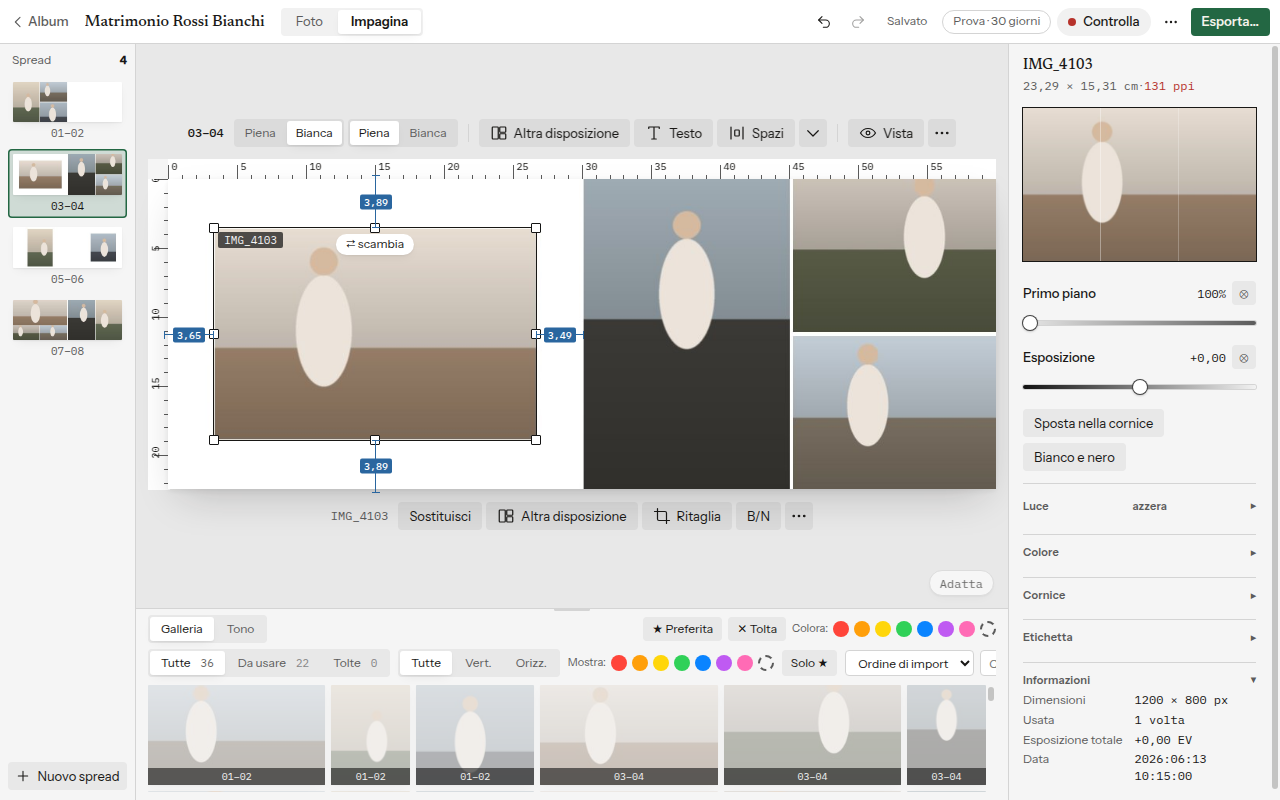 Album
Matrimonio Rossi Bianchi
Foto
Impagina
Salvato
Prova·30 giorni
Controlla
Esporta…
Spread
4
01–02
03–04
05–06
07–08
Nuovo spread
03–04
Piena
Bianca
Piena
Bianca
Altra disposizione
Testo
Spazi
Vista
0 5 10 15 20 25 30 35 40 45 50 55
5
10
15
20
3,89
IMG_4103
⇄ scambia
3,65
3,49
3,89
IMG_4103
Sostituisci
Altra disposizione
Ritaglia
B/N
Adatta
Galleria
Tono
★ Preferita
✕ Tolta
Colora:
Tutte 36
Da usare 22
Tolte 0
Tutte
Vert.
Orizz.
Mostra:
Solo ★
Ordine di import
01–02
01–02
01–02
03–04
03–04
03–04
IMG_4103
23,29 × 15,31 cm·131 ppi
Primo piano
100%
Esposizione
+0,00
Sposta nella cornice
Bianco e nero
Luce
azzera
Colore
Cornice
Etichetta
Informazioni
Dimensioni 1200 × 800 px
Usata 1 volta
Esposizione totale +0,00 EV
Data 2026:06:13
10:15:00